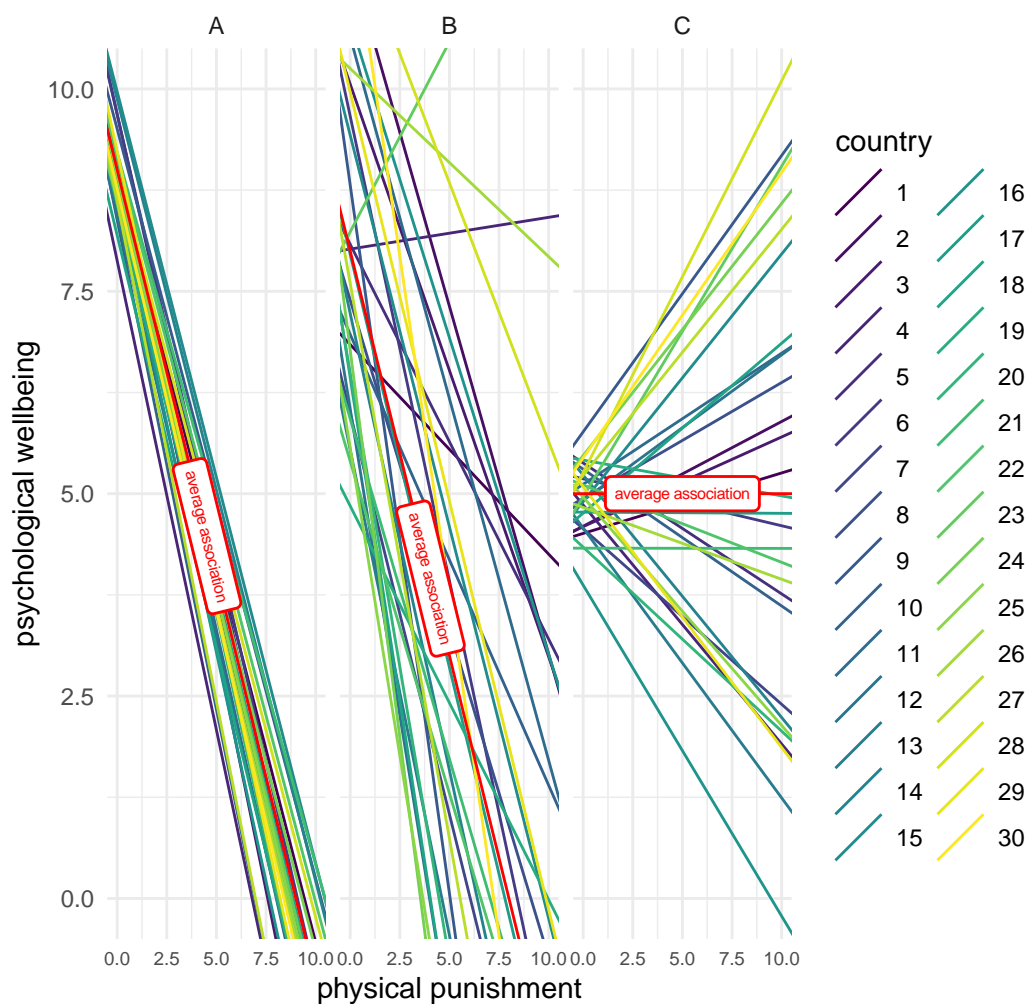 A B C
10.0
7.5
5.0
2.5
0.0
psychological wellbeing
average association
average association
average association
0.0 2.5 5.0 7.5 10.0 0.0 2.5 5.0 7.5 10.0 0.0 2.5 5.0 7.5 10.0
physical punishment
country
1 16
2 17
3 18
4 19
5 20
6 21
7 22
8 23
9 24
10 25
11 26
12 27
13 28
14 29
15 30